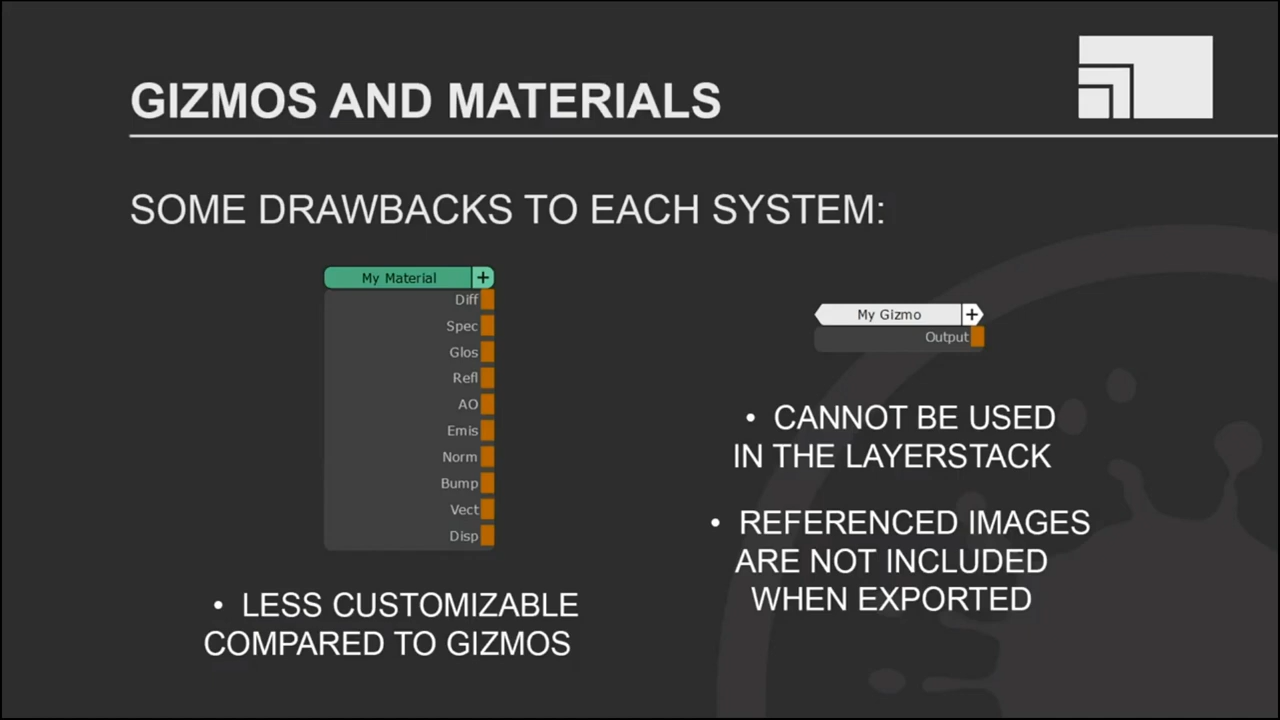 GIZMOS AND MATERIALS
SOME DRAWBACKS TO EACH SYSTEM:
My Material +
Diff
Spec
Glos
Refl
AO
Emis
Norm
Bump
Vect
Disp
• LESS CUSTOMIZABLE
COMPARED TO GIZMOS
My Gizmo +
Output
• CANNOT BE USED
IN THE LAYERSTACK
• REFERENCED IMAGES
ARE NOT INCLUDED
WHEN EXPORTED